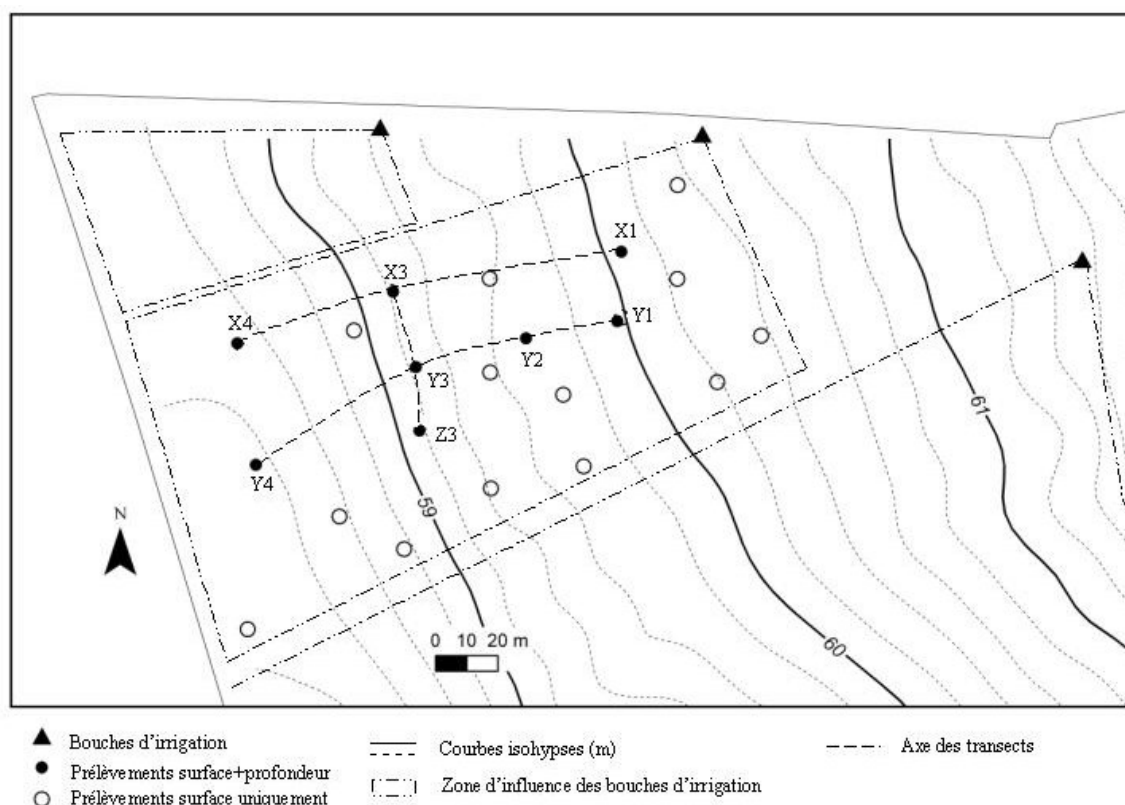 X1
X3
X4
Y1
Y2
Y3
Z3
Y4
59
60
61
N
0 10 20 m
Bouches d'irrigation
Prélèvements surface+profondeur
Prélèvements surface uniquement
Courbes isohypses (m)
Zone d'influence des bouches d'irrigation
Axe des transects